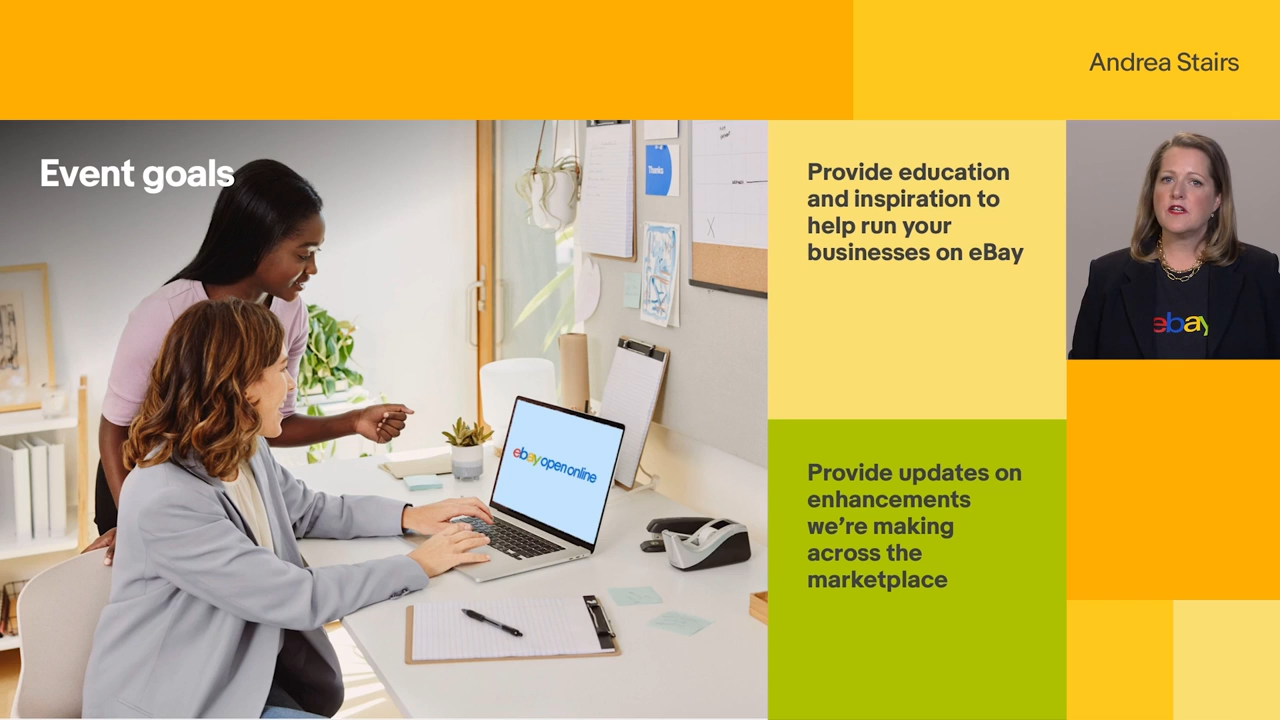 Andrea Stairs
Event goals
Thanks
ebay open online
Provide education
and inspiration to
help run your
businesses on eBay
ebay
Provide updates on
enhancements
we’re making
across the
marketplace